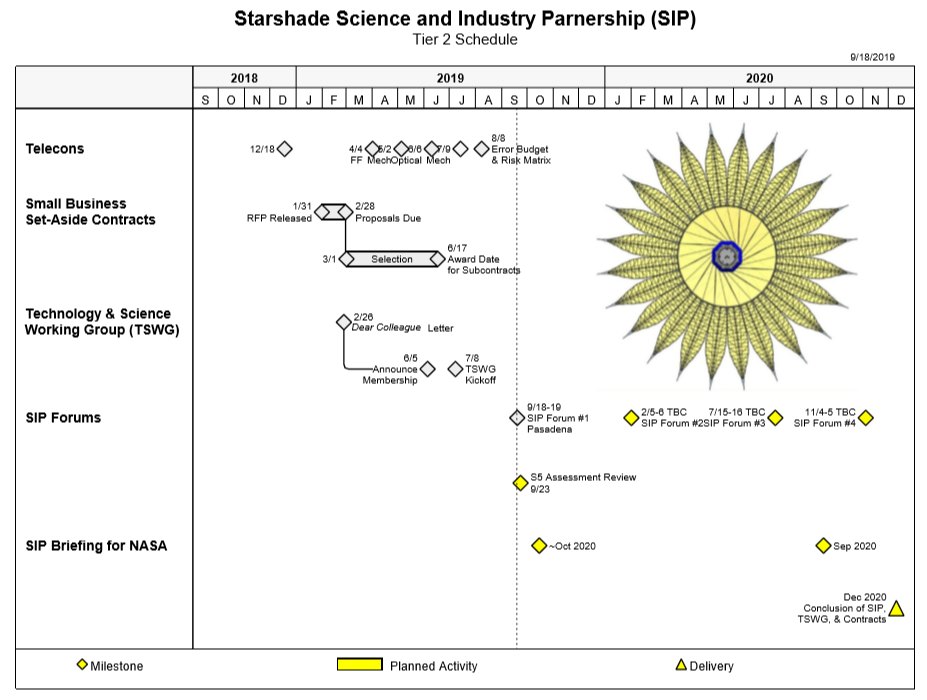 Starshade Science and Industry Parnership (SIP)
Tier 2 Schedule
9/18/2019
2018 2019 2020
S O N D J F M A M J J A S O N D J F M A M J J A S O N D
Telecons
12/18
4/4
FF Mech
5/2
Optical
6/6
Mech
7/9
8/8
Error Budget
& Risk Matrix
Small Business
Set-Aside Contracts
1/31
RFP Released
2/28
Proposals Due
3/1
Selection
6/17
Award Date
for Subcontracts
Technology & Science
Working Group (TSWG)
2/26
Dear Colleague Letter
6/5
Announce
Membership
7/8
TSWG
Kickoff
SIP Forums
9/18-19
SIP Forum #1
Pasadena
2/5-6 TBC
SIP Forum #2
7/15-16 TBC
SIP Forum #3
11/4-5 TBC
SIP Forum #4
S5 Assessment Review
9/23
SIP Briefing for NASA
~Oct 2020
Sep 2020
Dec 2020
Conclusion of SIP,
TSWG, & Contracts
Milestone
Planned Activity
Delivery